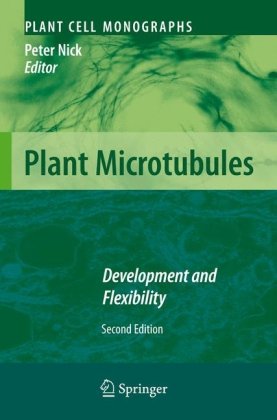 PLANT CELL MONOGRAPHS
Peter Nick
Editor
Plant Microtubules
Development and
Flexibility
Second Edition
Springer